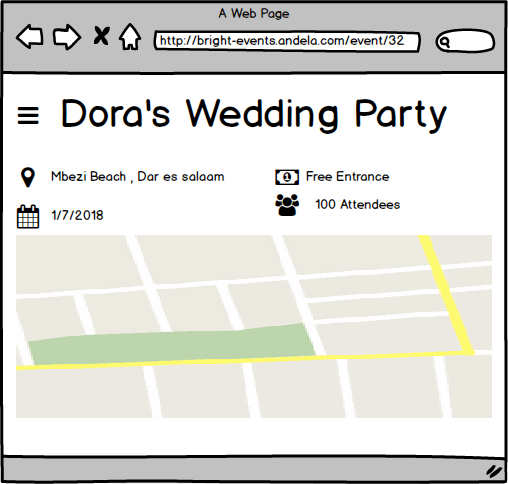 A Web Page
http://bright-events.andela.com/event/32
Dora's Wedding Party
Mbezi Beach , Dar es salaam
1 Free Entrance
1/7/2018
100 Attendees